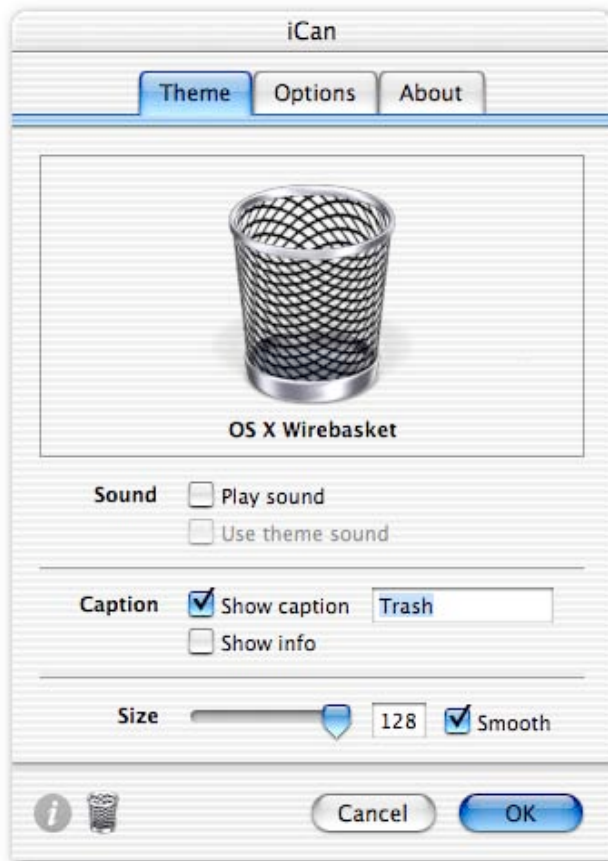 iCan
Theme Options About
OS X Wirebasket
Sound Play sound
Use theme sound
Caption Show caption Trash
Show info
Size 128 Smooth
i Cancel OK